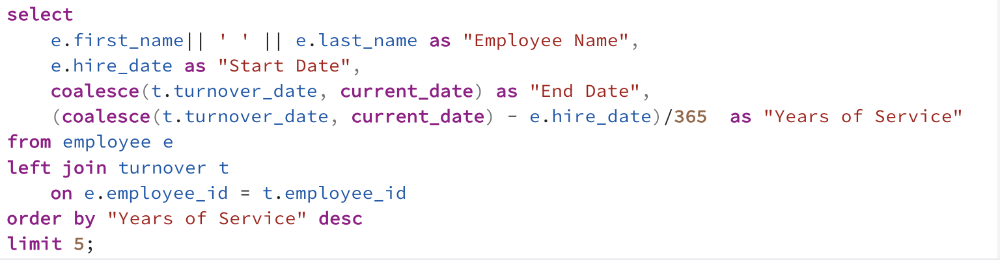 select
    e.first_name|| ' ' || e.last_name as "Employee Name",
    e.hire_date as "Start Date",
    coalesce(t.turnover_date, current_date) as "End Date",
    (coalesce(t.turnover_date, current_date) - e.hire_date)/365  as "Years of Service"
from employee e
left join turnover t
    on e.employee_id = t.employee_id
order by "Years of Service" desc
limit 5;